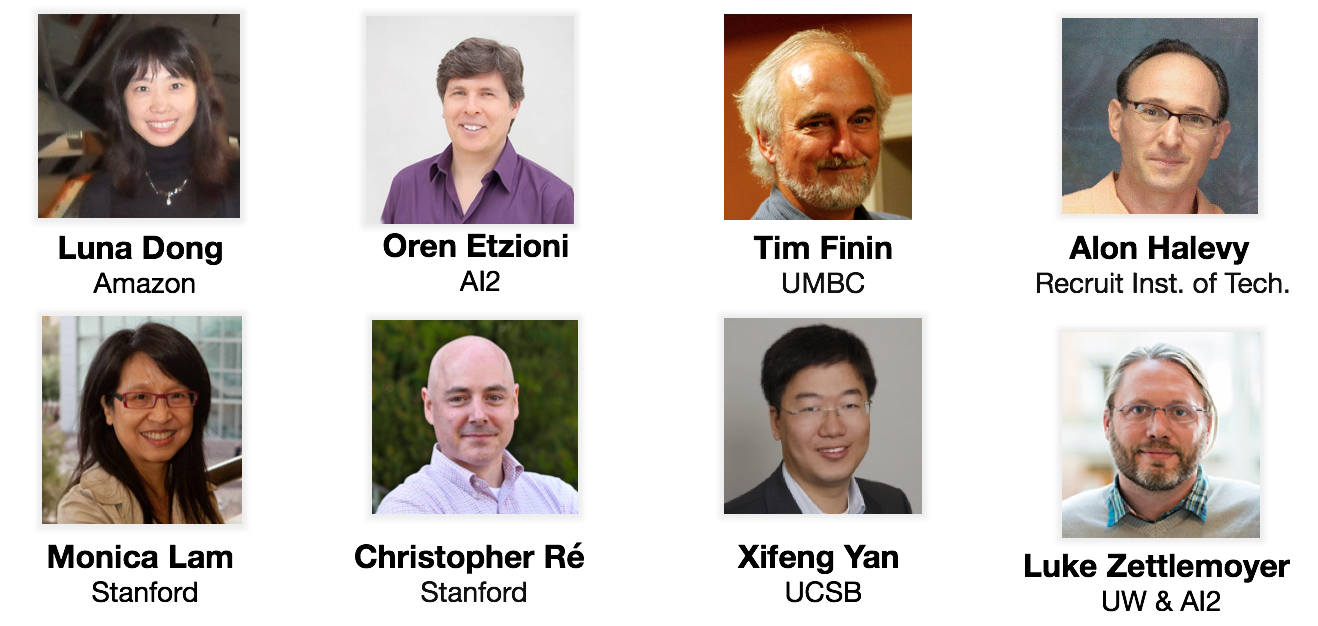 Luna Dong
Amazon
Oren Etzioni
AI2
Tim Finin
UMBC
Alon Halevy
Recruit Inst. of Tech.
Monica Lam
Stanford
Christopher Ré
Stanford
Xifeng Yan
UCSB
Luke Zettlemoyer
UW & AI2